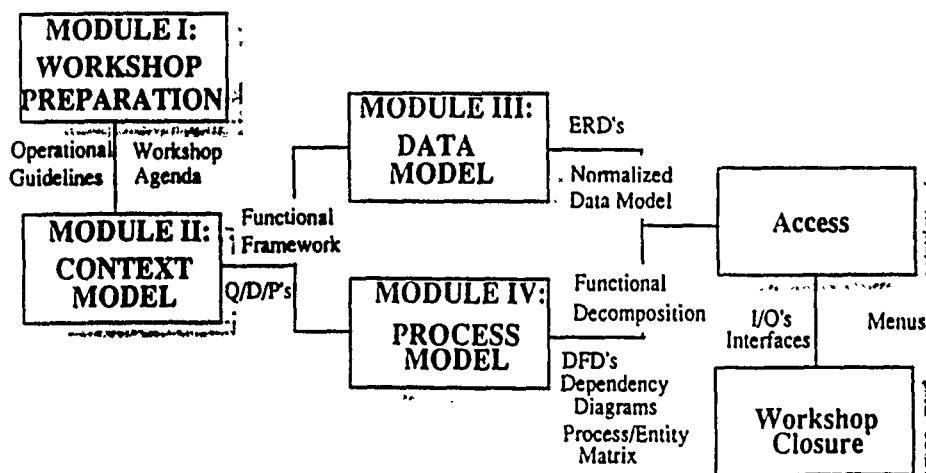 MODULE I:
WORKSHOP
PREPARATION
Operational
Guidelines
Workshop
Agenda
MODULE II:
CONTEXT
MODEL
Functional
Framework
Q/D/P's
MODULE III:
DATA
MODEL
MODULE IV:
PROCESS
MODEL
ERD's
Normalized
Data Model
Functional
Decomposition
DFD's
Dependency
Diagrams
Process/Entity
Matrix
Access
I/O's
Interfaces
Menus
Workshop
Closure